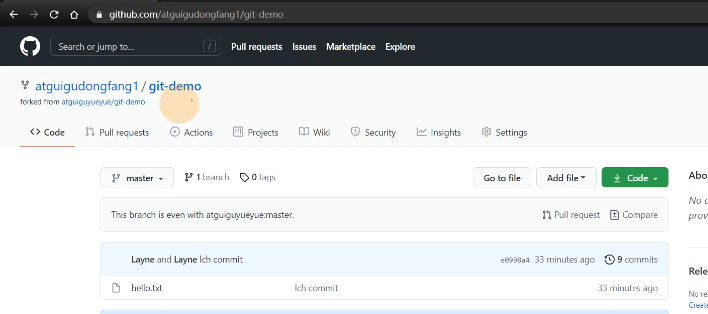 github.com/atguigudongfang1/git-demo
Search or jump to... / Pull requests Issues Marketplace Explore
atguigudongfang1/git-demo
forked from atguiguyueyue/git-demo
Code Pull requests Actions Projects Wiki Security Insights Settings
master 1 branch 0 tags Go to file Add file Code
This branch is even with atguiguyueyue:master. Pull request Compare
Layne and Layne lch commit e0998a4 33 minutes ago 9 commits
hello.txt lch commit 33 minutes ago
Abo
No d
prov
Rele
No re
Create